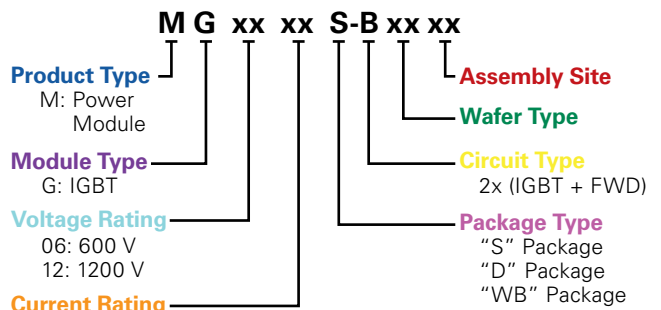 M G xx xx S-B xx xx
Product Type
M: Power
Module
Module Type
G: IGBT
Voltage Rating
06: 600 V
12: 1200 V
Current Rating
Assembly Site
Wafer Type
Circuit Type
2x (IGBT + FWD)
Package Type
“S” Package
“D” Package
“WB” Package